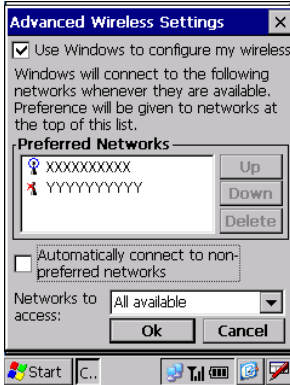 Advanced Wireless Settings
Use Windows to configure my wireless
Windows will connect to the following
networks whenever they are available.
Preference will be given to networks at
the top of this list.
Preferred Networks
XXXXXXXXXX
YYYYYYYYYY
Up
Down
Delete
Automatically connect to non-
preferred networks
Networks to
access:
All available
Ok
Cancel
Start
C..